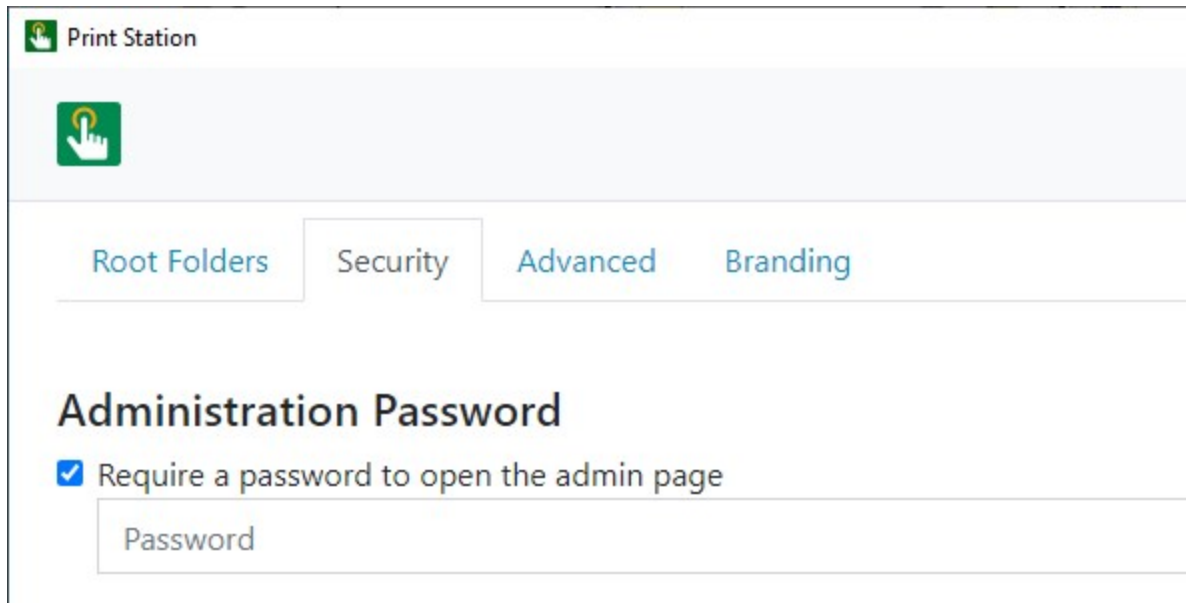 Print Station
Root Folders Security Advanced Branding
Administration Password
Require a password to open the admin page
Password